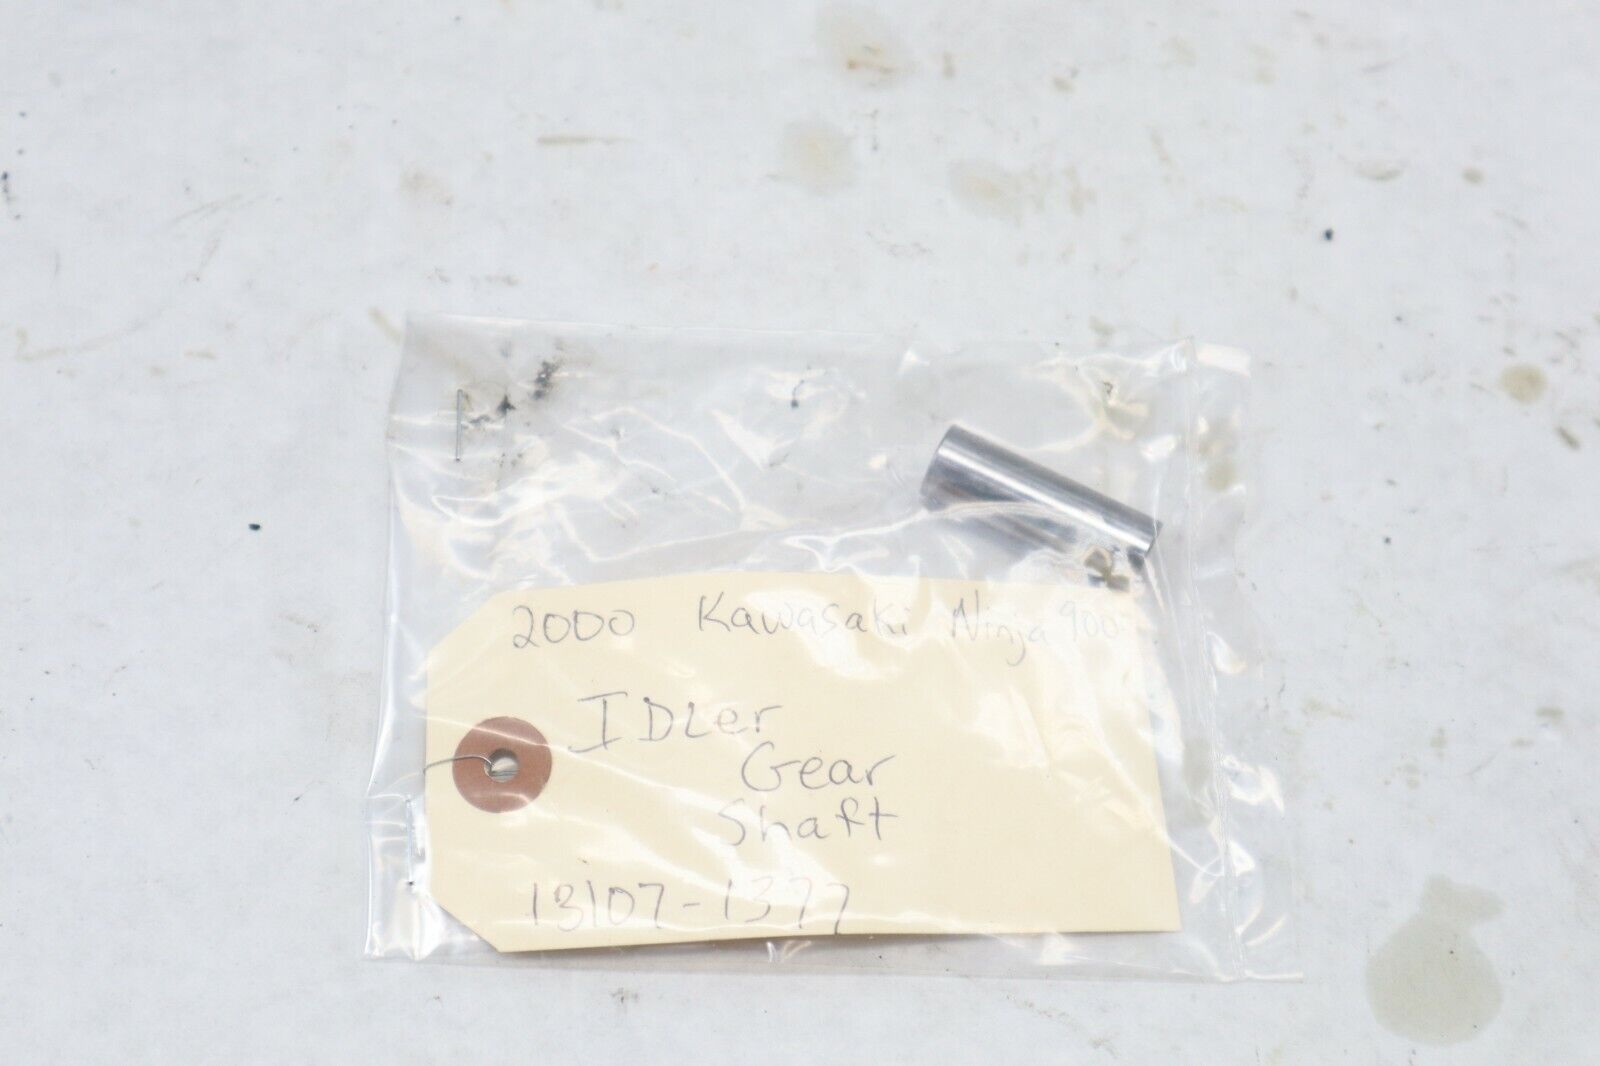 2000 Kawasaki Ninja 900
IDLer
Gear
Shaft
13107-1377